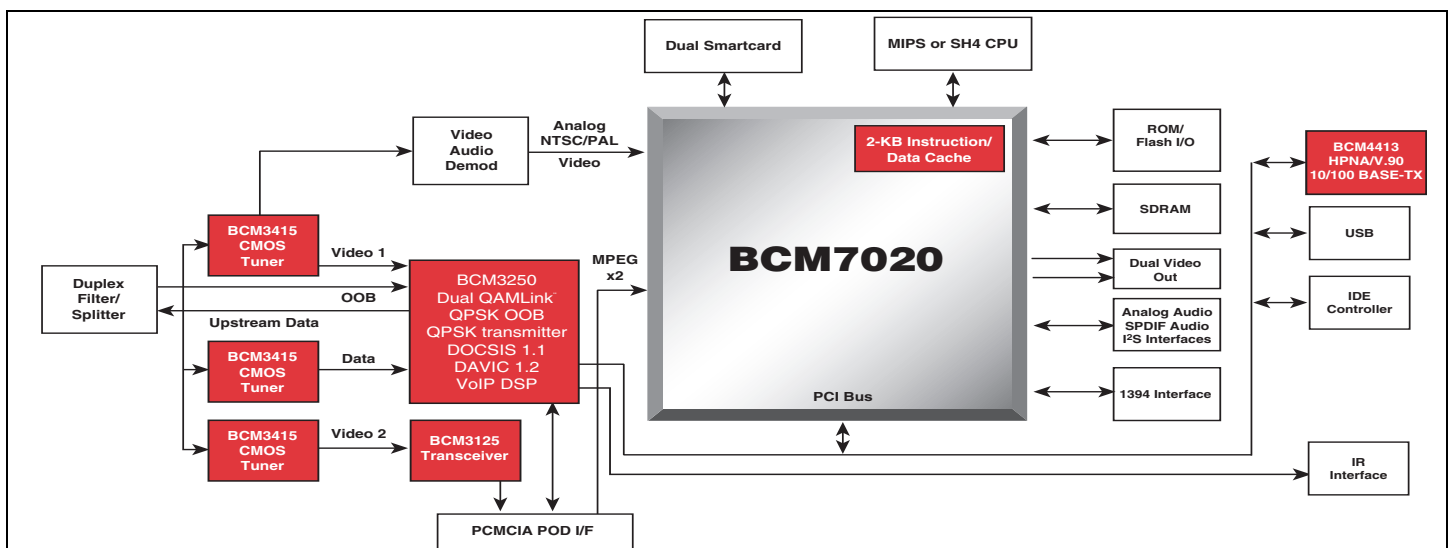 Dual Smartcard
MIPS or SH4 CPU
Video
Audio
Demod
Analog
NTSC/PAL
Video
2-KB Instruction/
Data Cache
ROM/
Flash I/O
BCM4413
HPNA/V.90
10/100 BASE-TX
SDRAM
USB
BCM3415
CMOS
Tuner
Video 1
BCM7020
MPEG
x2
Dual Video
Out
Duplex
Filter/
Splitter
OOB
BCM3250
Dual QAMLink™
QPSK OOB
QPSK transmitter
DOCSIS 1.1
DAVIC 1.2
VoIP DSP
IDE
Controller
Analog Audio
SPDIF Audio
I²S Interfaces
Upstream Data
BCM3415
CMOS
Tuner
Data
PCI Bus
1394 Interface
BCM3415
CMOS
Tuner
Video 2
BCM3125
Transceiver
IR
Interface
PCMCIA POD I/F